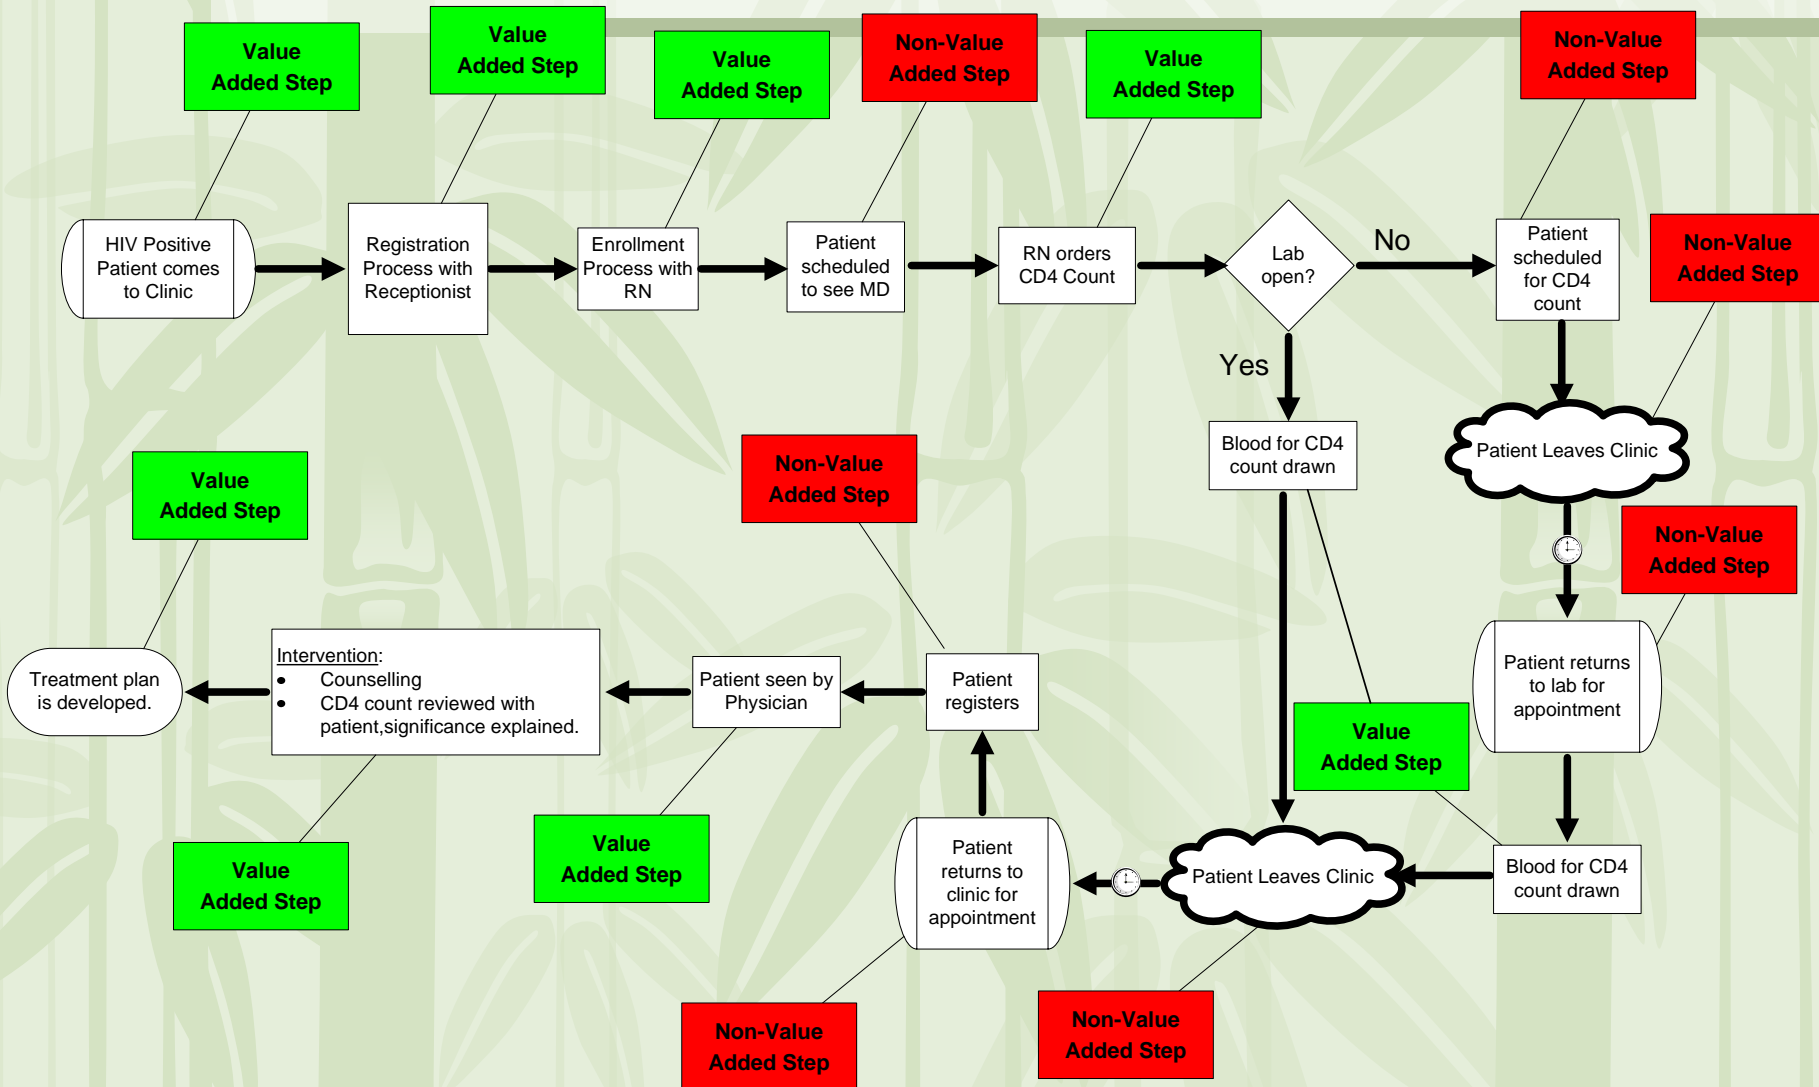 Value
Added Step
Value
Added Step
Value
Added Step
Non-Value
Added Step
Value
Added Step
Non-Value
Added Step
HIV Positive
Patient comes
to Clinic
Registration
Process with
Receptionist
Enrollment
Process with
RN
Patient
scheduled
to see MD
RN orders
CD4 Count
Lab
open?
No
Patient
scheduled
for CD4
count
Non-Value
Added Step
Yes
Blood for CD4
count drawn
Patient Leaves Clinic
Value
Added Step
Non-Value
Added Step
Non-Value
Added Step
Treatment plan
is developed.
Intervention:
• Counselling
• CD4 count reviewed with
patient,significance explained.
Patient seen by
Physician
Patient
registers
Patient returns
to lab for
appointment
Value
Added Step
Value
Added Step
Value
Added Step
Patient
returns to
clinic for
appointment
Patient Leaves Clinic
Blood for CD4
count drawn
Non-Value
Added Step
Non-Value
Added Step